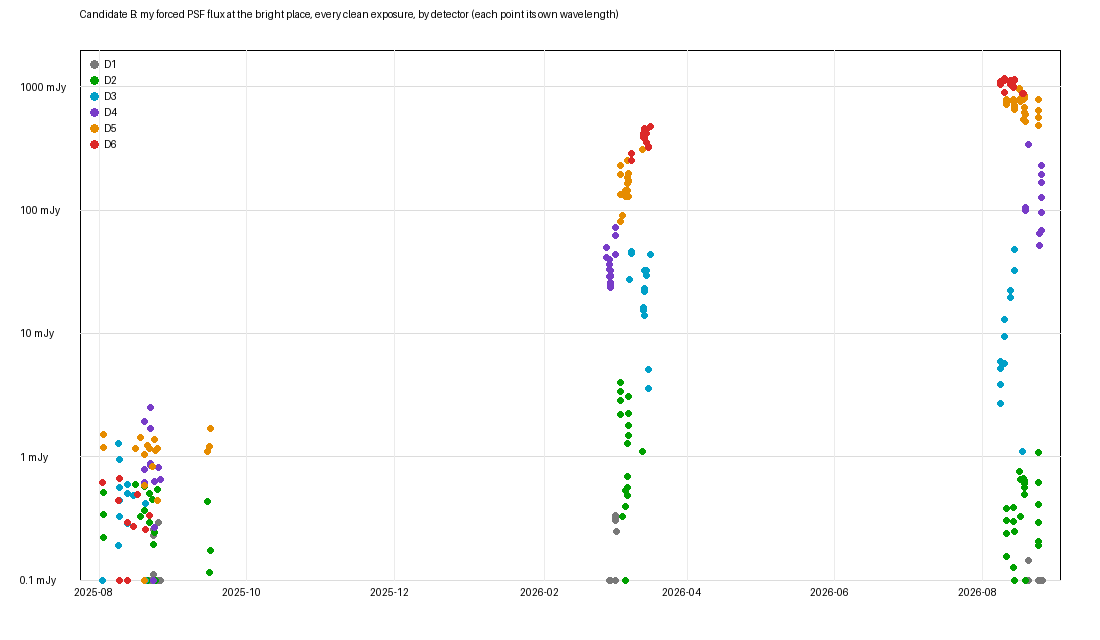 Candidate B: my forced PSF flux at the bright place, every clean exposure, by detector (each point its own wavelength)
D1
D2
D3
D4
D5
D6
1000 mJy
100 mJy
10 mJy
1 mJy
0.1 mJy
2025-08 2025-10 2025-12 2026-02 2026-04 2026-06 2026-08